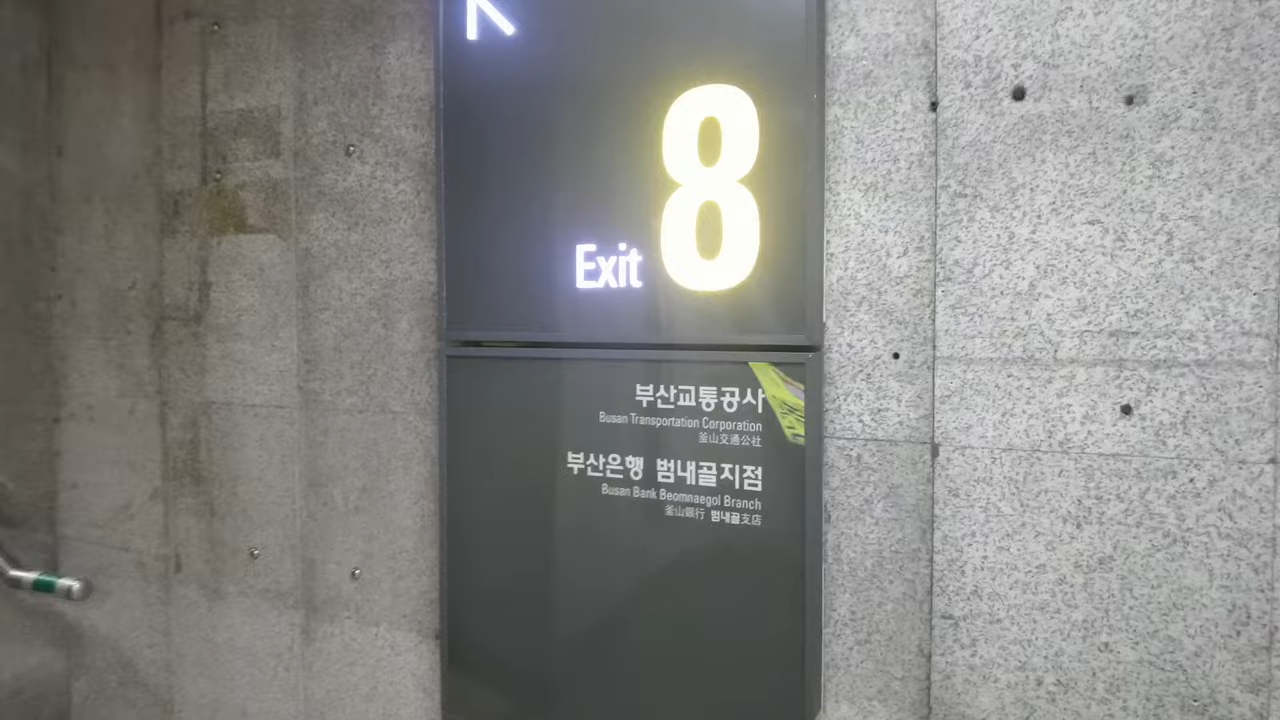 8
Exit
부산교통공사
Busan Transportation Corporation
釜山交通公社
부산은행 범내골지점
Busan Bank Beomnaegol Branch
釜山銀行 범내골支店